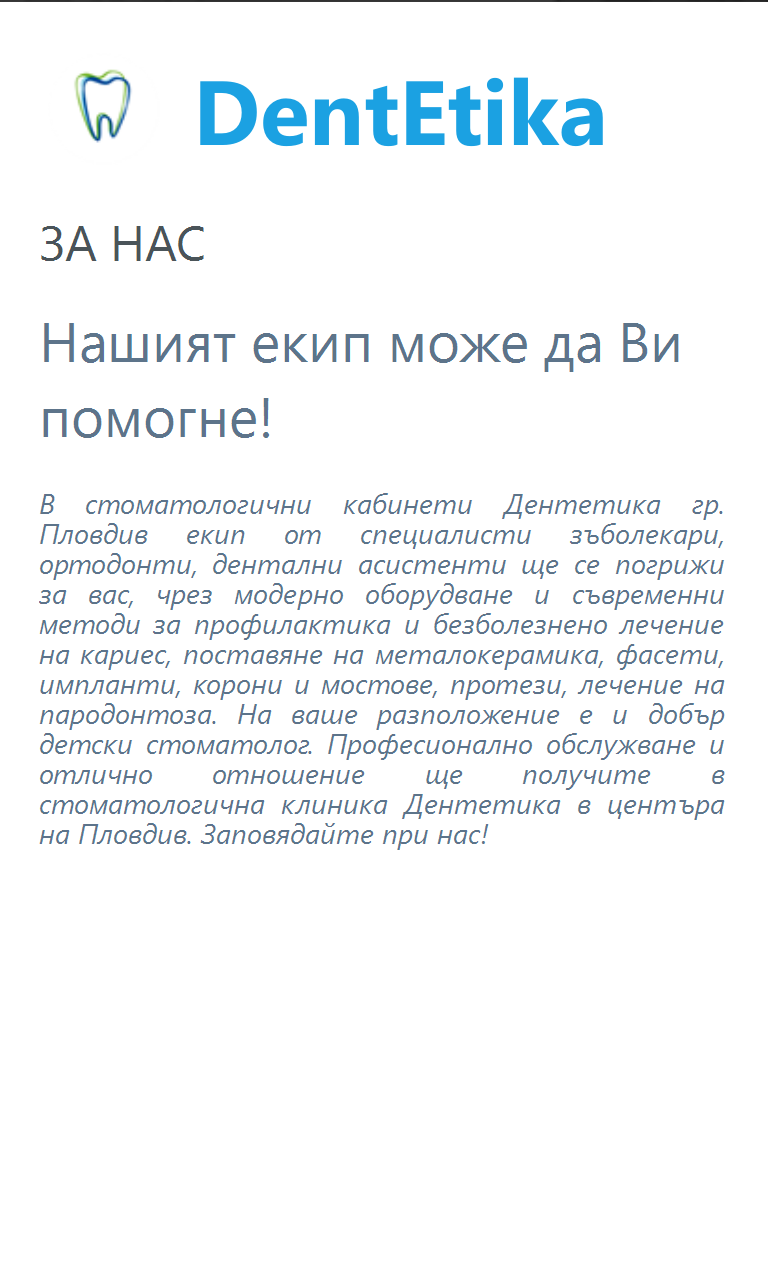 DentEtika
ЗА НАС
Нашият екип може да Ви
помогне!
В стоматологични кабинети Дентетика гр.
Пловдив екип от специалисти зъболекари,
ортодонти, дентални асистенти ще се погрижи
за вас, чрез модерно оборудване и съвременни
методи за профилактика и безболезнено лечение
на кариес, поставяне на металокерамика, фасети,
импланти, корони и мостове, протези, лечение на
пародонтоза. На ваше разположение е и добър
детски стоматолог. Професионално обслужване и
отлично отношение ще получите в
стоматологична клиника Дентетика в центъра
на Пловдив. Заповядайте при нас!